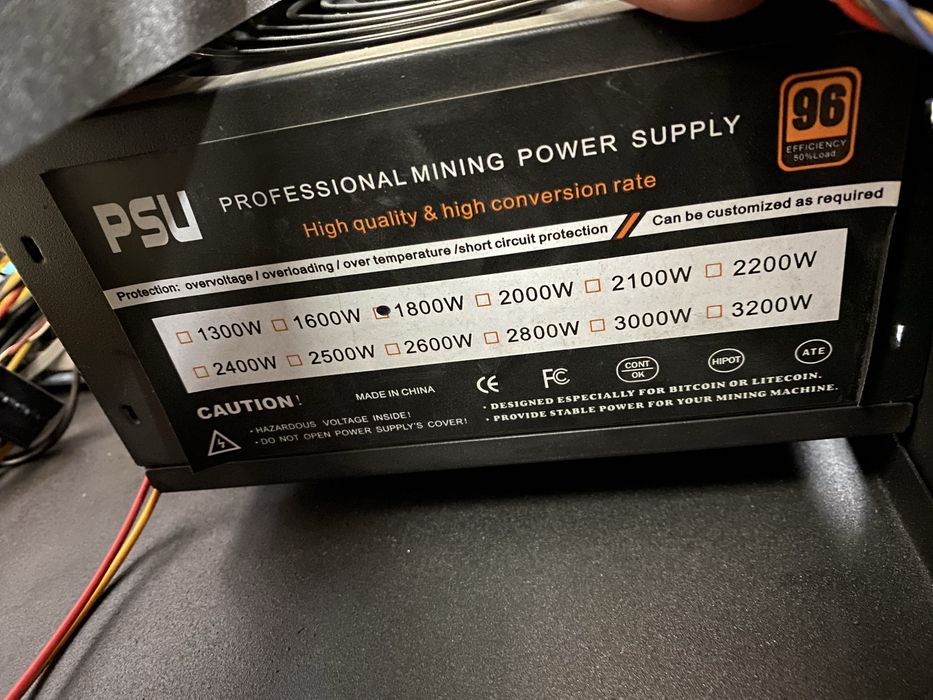 96
EFFICIENCY
50%Load
PSU PROFESSIONAL MINING POWER SUPPLY
High quality & high conversion rate
Protection: overvoltage / overloading / over temperature /short circuit protection Can be customized as required
1300W 1600W 1800W 2000W 2100W 2200W
2400W 2500W 2600W 2800W 3000W 3200W
CAUTION! MADE IN CHINA CE FC CONT OK HIPOT ATE
· HAZARDOUS VOLTAGE INSIDE!
· DO NOT OPEN POWER SUPPLY'S COVER!
· DESIGNED ESPECIALLY FOR BITCOIN OR LITECOIN.
· PROVIDE STABLE POWER FOR YOUR MINING MACHINE.